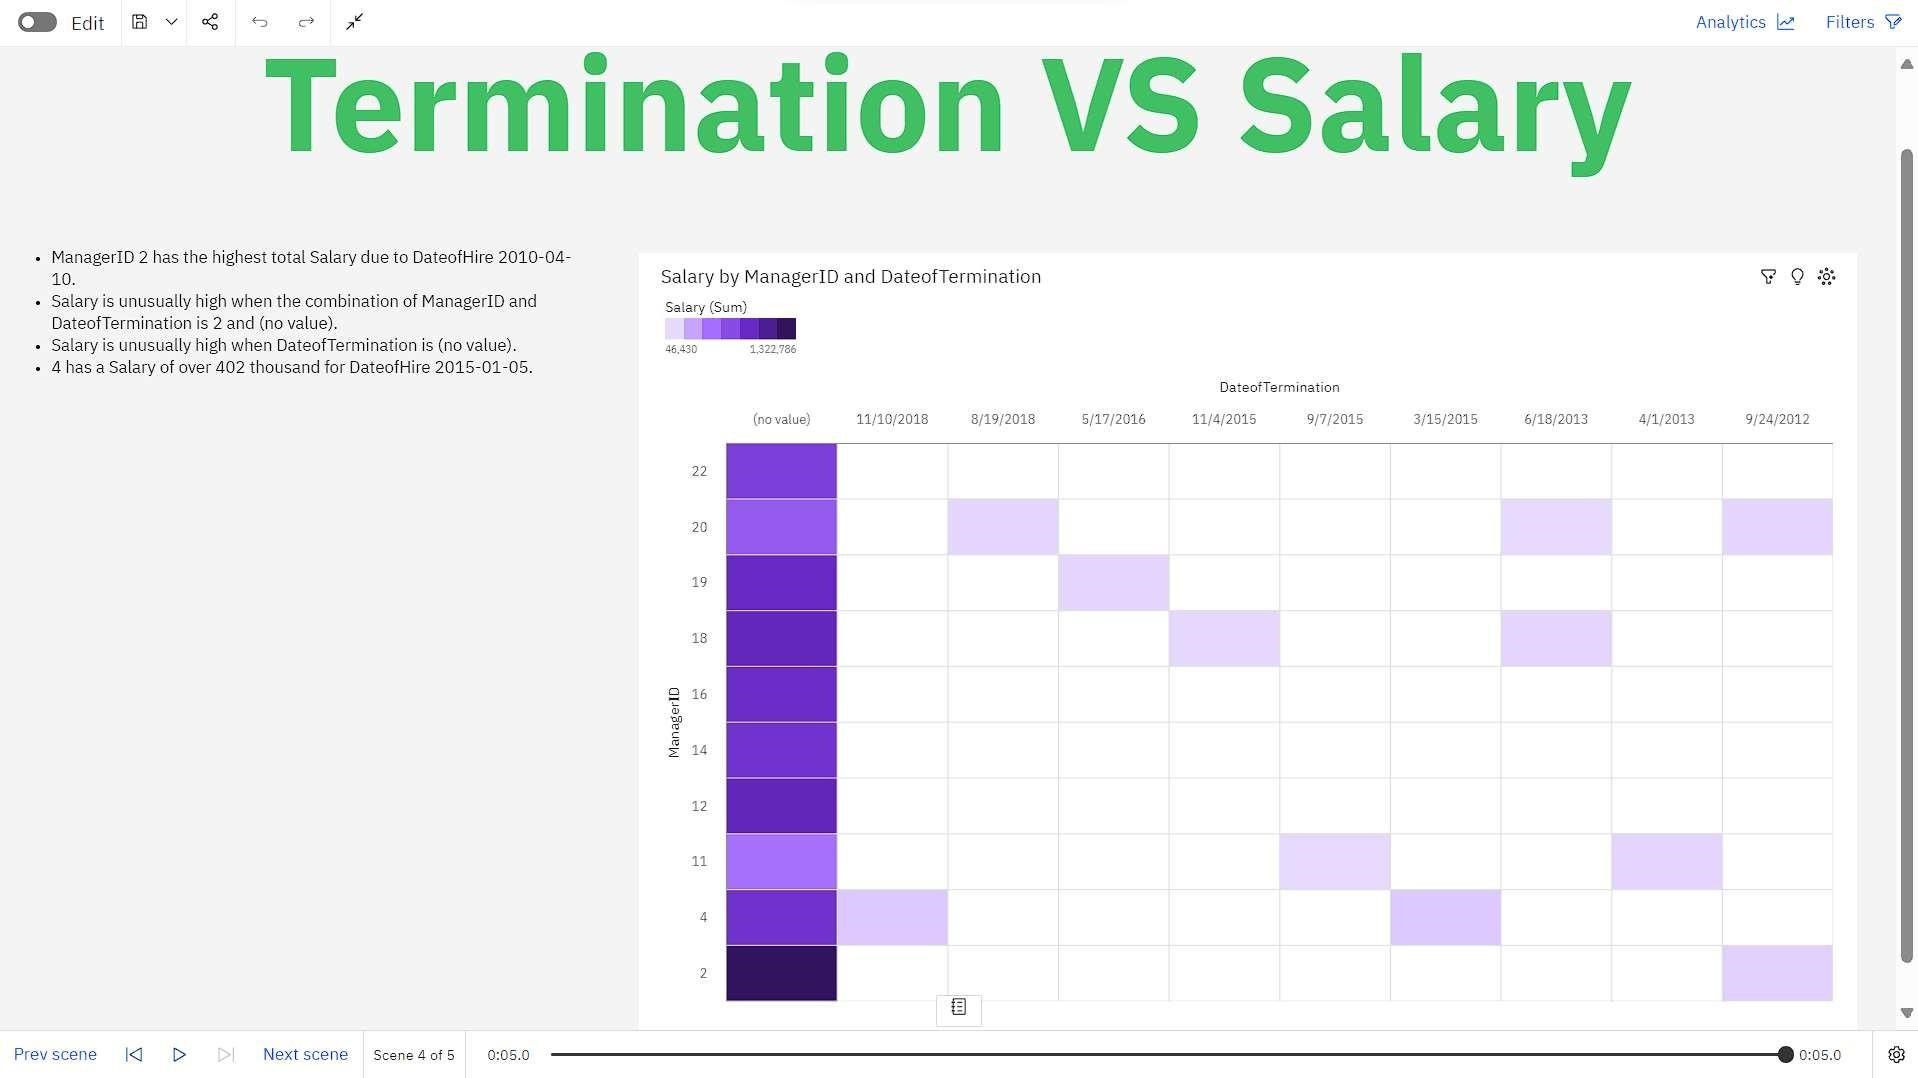 Edit
Analytics
Filters
Termination VS Salary
• ManagerID 2 has the highest total Salary due to DateofHire 2010-04-
10.
• Salary is unusually high when the combination of ManagerID and
DateofTermination is 2 and (no value).
• Salary is unusually high when DateofTermination is (no value).
• 4 has a Salary of over 402 thousand for DateofHire 2015-01-05.
Salary by ManagerID and DateofTermination
Salary (Sum)
46,430 1,322,786
DateofTermination
(no value) 11/10/2018 8/19/2018 5/17/2016 11/4/2015 9/7/2015 3/15/2015 6/18/2013 4/1/2013 9/24/2012
ManagerID
22
20
19
18
16
14
12
11
4
2
Prev scene
Next scene
Scene 4 of 5
0:05.0
0:05.0